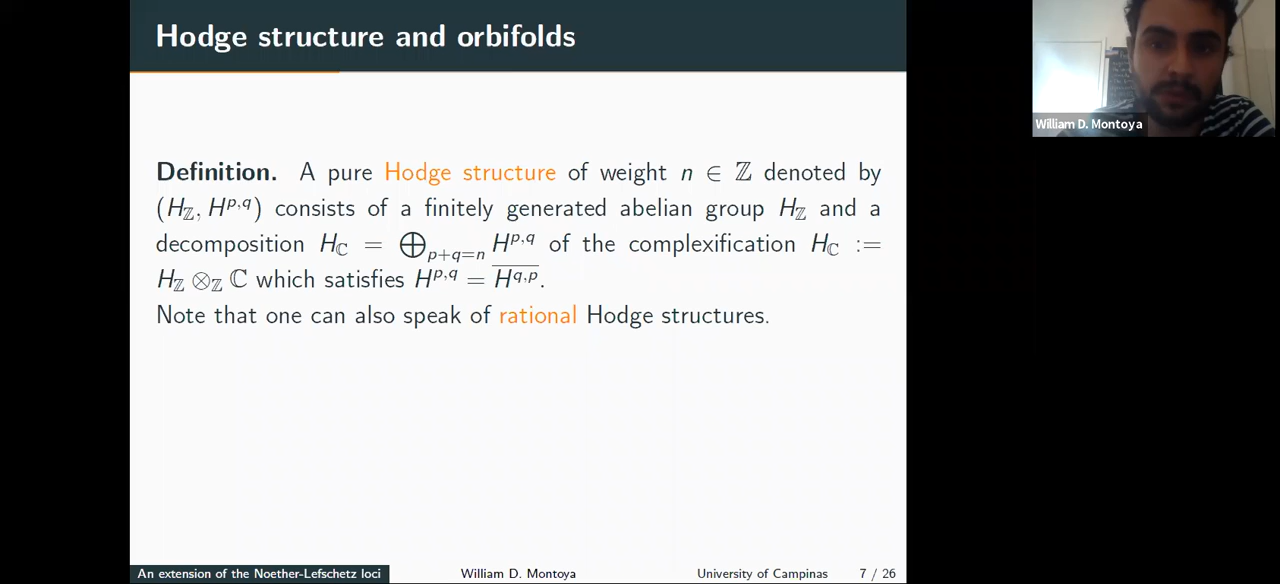 Hodge structure and orbifolds
William D. Montoya
Definition. A pure Hodge structure of weight n ∈ ℤ denoted by
(H_ℤ, H^{p,q}) consists of a finitely generated abelian group H_ℤ and a
decomposition H_ℂ = ⊕_{p+q=n} H^{p,q} of the complexification H_ℂ :=
H_ℤ ⊗_ℤ ℂ which satisfies H^{p,q} = \overline{H^{q,p}}.
Note that one can also speak of rational Hodge structures.
An extension of the Noether-Lefschetz loci William D. Montoya University of Campinas 7 / 26